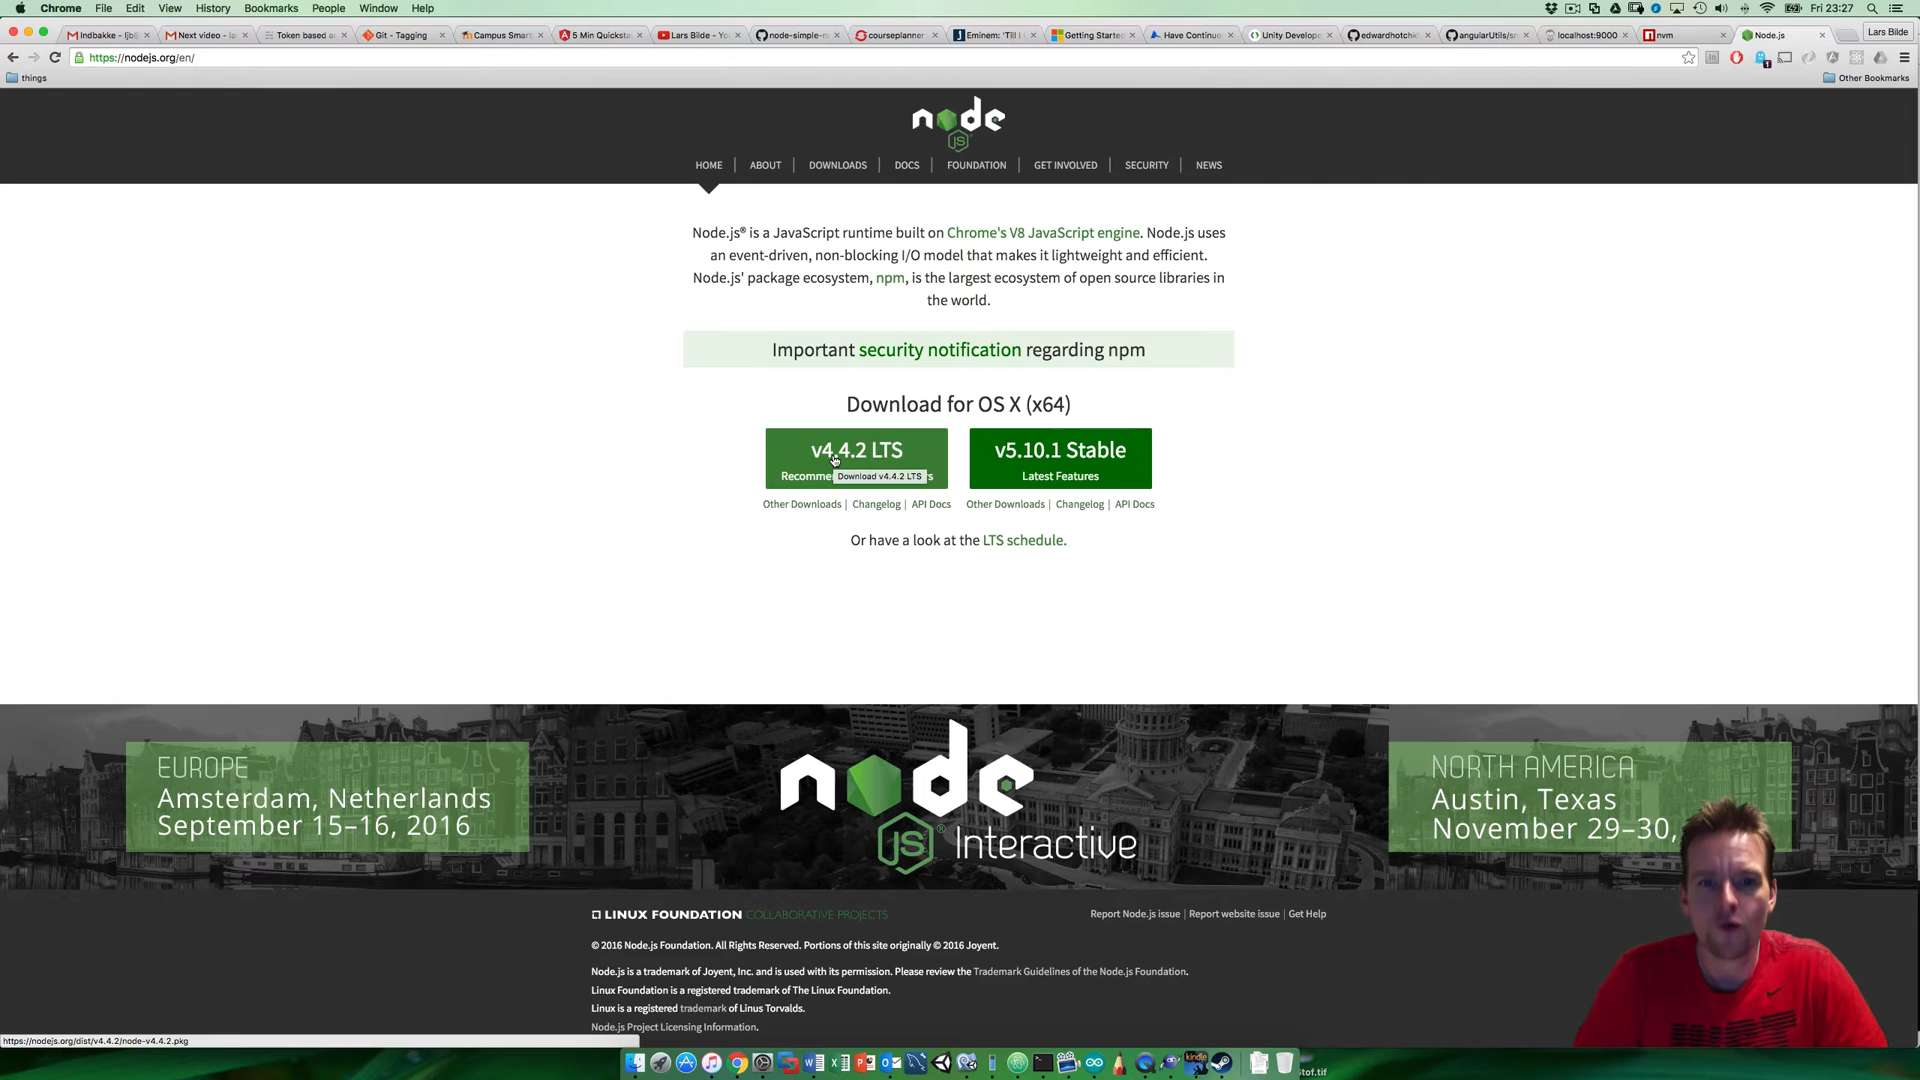 Chrome File Edit View History Bookmarks People Window Help Fri 23:27
Indbakke - ljb@ Next video - la Token based au Git - Tagging Campus Smart 5 Min Quicksta Lars Bilde - Yo node-simple-r courseplanner Eminem: 'Till I Getting Starte Have Continuo Unity Develope edwardhotchki angularUtils/sr localhost:9000 nvm Node.js Lars Bilde
https://nodejs.org/en/
things Other Bookmarks
node
JS
HOME | ABOUT | DOWNLOADS | DOCS | FOUNDATION | GET INVOLVED | SECURITY | NEWS
Node.js® is a JavaScript runtime built on Chrome's V8 JavaScript engine. Node.js uses
an event-driven, non-blocking I/O model that makes it lightweight and efficient.
Node.js' package ecosystem, npm, is the largest ecosystem of open source libraries in
the world.
Important security notification regarding npm
Download for OS X (x64)
v4.4.2 LTS v5.10.1 Stable
Recomme Download v4.4.2 LTS s Latest Features
Other Downloads | Changelog | API Docs Other Downloads | Changelog | API Docs
Or have a look at the LTS schedule.
EUROPE
Amsterdam, Netherlands
September 15–16, 2016
node
JS® Interactive
NORTH AMERICA
Austin, Texas
November 29–30,
LINUX FOUNDATION COLLABORATIVE PROJECTS Report Node.js issue | Report website issue | Get Help
© 2016 Node.js Foundation. All Rights Reserved. Portions of this site originally © 2016 Joyent.
Node.js is a trademark of Joyent, Inc. and is used with its permission. Please review the Trademark Guidelines of the Node.js Foundation.
Linux Foundation is a registered trademark of The Linux Foundation.
Linux is a registered trademark of Linus Torvalds.
Node.js Project Licensing Information.
https://nodejs.org/dist/v4.4.2/node-v4.4.2.pkg
kindle
Stof.tif